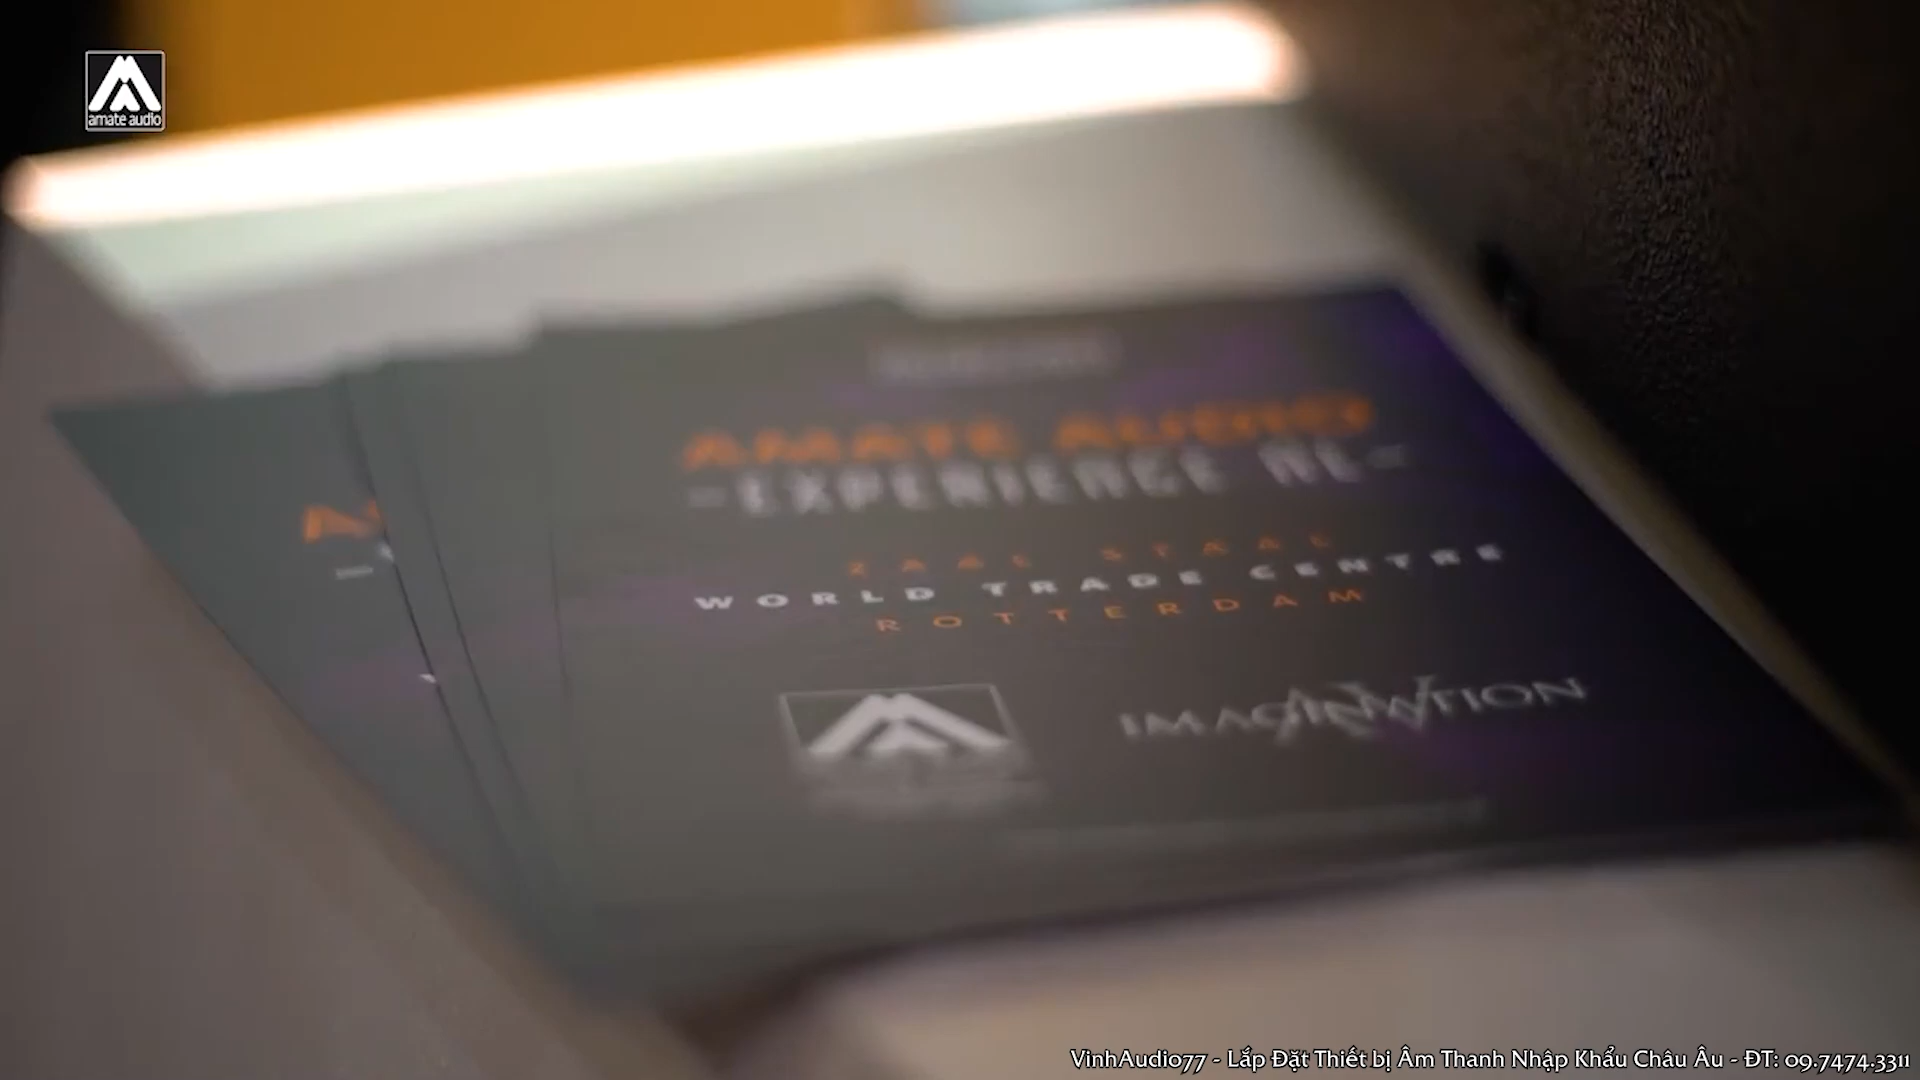 amate audio
AMATE AUDIO
-EXPERIENCE NL-
ZAAL STAAL
WORLD TRADE CENTRE
ROTTERDAM
IMAGINATION
VinhAudio77 - Lắp Đặt Thiết bị Âm Thanh Nhập Khẩu Châu Âu - ĐT: 09.7474.3311